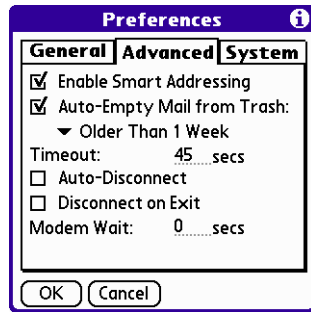 Preferences
General Advanced System
Enable Smart Addressing
Auto-Empty Mail from Trash:
Older Than 1 Week
Timeout: 45 secs
Auto-Disconnect
Disconnect on Exit
Modem Wait: 0 secs
OK Cancel